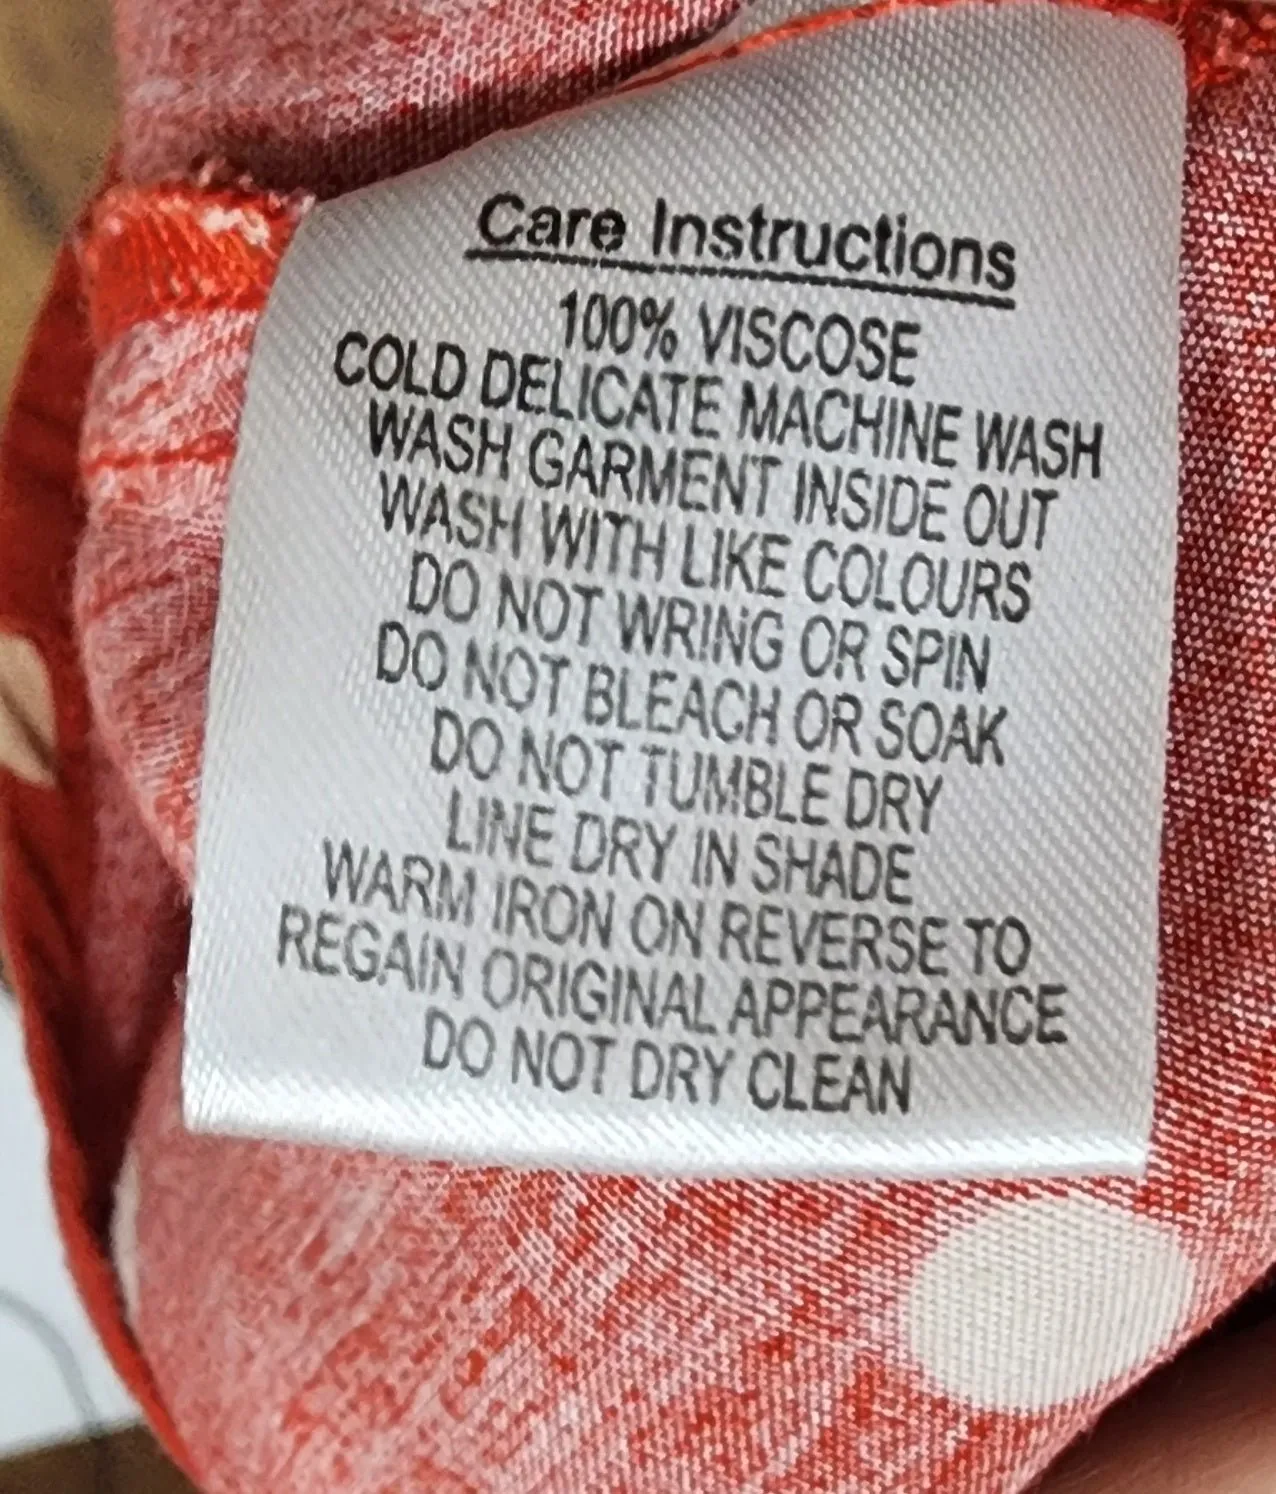 Care Instructions
100% VISCOSE
COLD DELICATE MACHINE WASH
WASH GARMENT INSIDE OUT
WASH WITH LIKE COLOURS
DO NOT WRING OR SPIN
DO NOT BLEACH OR SOAK
DO NOT TUMBLE DRY
LINE DRY IN SHADE
WARM IRON ON REVERSE TO
REGAIN ORIGINAL APPEARANCE
DO NOT DRY CLEAN